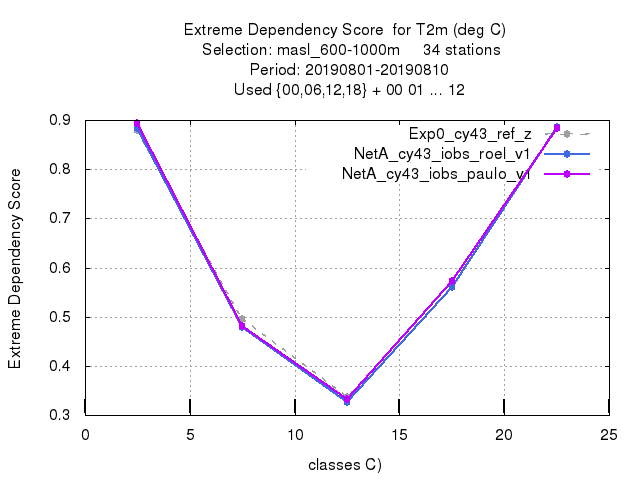 Extreme Dependency Score  for T2m (deg C)
Selection: masl_600-1000m     34 stations
Period: 20190801-20190810
Used {00,06,12,18} + 00 01 ... 12
Exp0_cy43_ref_z
NetA_cy43_iobs_roel_v1
NetA_cy43_iobs_paulo_v1
Extreme Dependency Score
0.9
0.8
0.7
0.6
0.5
0.4
0.3
0 5 10 15 20 25
classes C)